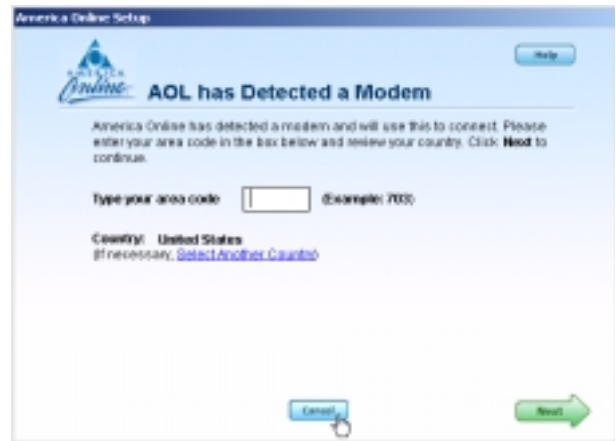 America Online Setup
Help
AMERICA
Online
AOL has Detected a Modem
America Online has detected a modem and will use this to connect. Please
enter your area code in the box below and review your country. Click Next to
continue.
Type your area code (Example: 703)
Country: United States
(If necessary, Select Another Country)
Cancel
Next